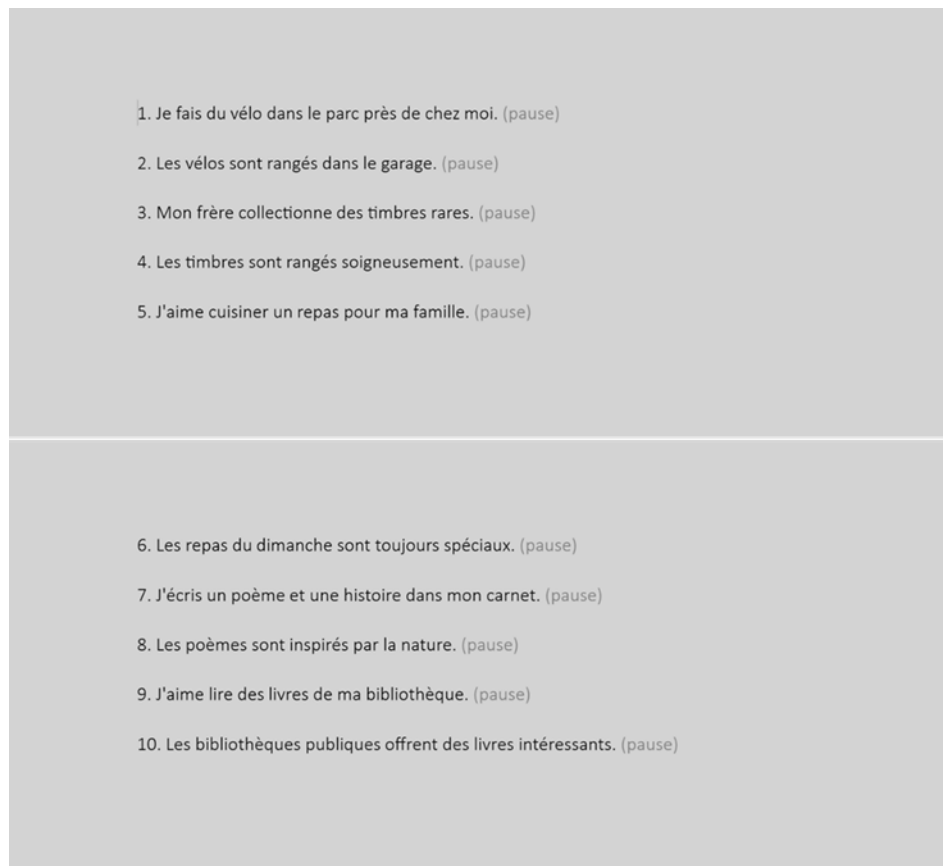 1. Je fais du vélo dans le parc près de chez moi. (pause)
2. Les vélos sont rangés dans le garage. (pause)
3. Mon frère collectionne des timbres rares. (pause)
4. Les timbres sont rangés soigneusement. (pause)
5. J'aime cuisiner un repas pour ma famille. (pause)
6. Les repas du dimanche sont toujours spéciaux. (pause)
7. J'écris un poème et une histoire dans mon carnet. (pause)
8. Les poèmes sont inspirés par la nature. (pause)
9. J'aime lire des livres de ma bibliothèque. (pause)
10. Les bibliothèques publiques offrent des livres intéressants. (pause)